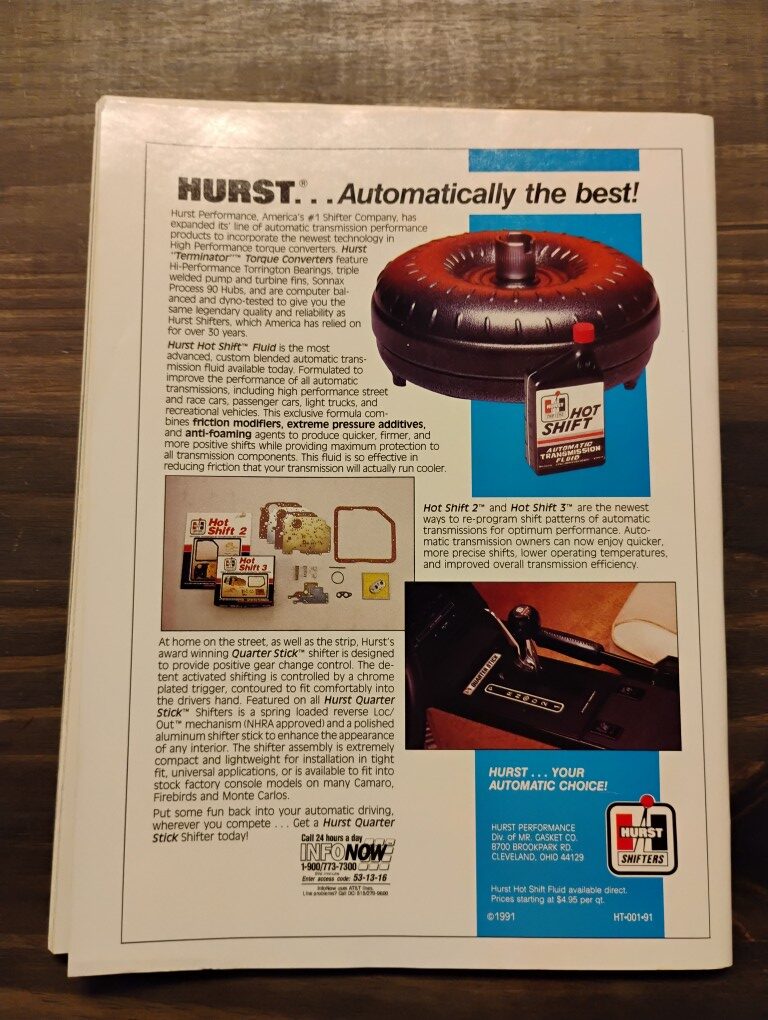 HURST®...Automatically the best!
Hurst Performance, America's #1 Shifter Company, has
expanded its' line of automatic transmission performance
products to incorporate the newest technology in
High Performance torque converters. Hurst
"Terminator"™ Torque Converters feature
Hi-Performance Torrington Bearings, triple
welded pump and turbine fins, Sonnax
Process 90 Hubs, and are computer bal-
anced and dyno-tested to give you the
same legendary quality and reliability as
Hurst Shifters, which America has relied on
for over 30 years.
Hurst Hot Shift™ Fluid is the most
advanced, custom blended automatic trans-
mission fluid available today. Formulated to
improve the performance of all automatic
transmissions, including high performance street
and race cars, passenger cars, light trucks, and
recreational vehicles. This exclusive formula com-
bines friction modifiers, extreme pressure additives,
and anti-foaming agents to produce quicker, firmer, and
more positive shifts while providing maximum protection to
all transmission components. This fluid is so effective in
reducing friction that your transmission will actually run cooler.
HOT
SHIFT
AUTOMATIC
TRANSMISSION
FLUID
Hot
Shift 2
Hot
Shift 3
Hot Shift 2™ and Hot Shift 3™ are the newest
ways to re-program shift patterns of automatic
transmissions for optimum performance. Auto-
matic transmission owners can now enjoy quicker,
more precise shifts, lower operating temperatures,
and improved overall transmission efficiency.
QUARTER STICK
At home on the street, as well as the strip, Hurst's
award winning Quarter Stick™ shifter is designed
to provide positive gear change control. The de-
tent activated shifting is controlled by a chrome
plated trigger, contoured to fit comfortably into
the drivers hand. Featured on all Hurst Quarter
Stick™ Shifters is a spring loaded reverse Loc/
Out™ mechanism (NHRA approved) and a polished
aluminum shifter stick to enhance the appearance
of any interior. The shifter assembly is extremely
compact and lightweight for installation in tight
fit, universal applications, or is available to fit into
stock factory console models on many Camaro,
Firebirds and Monte Carlos.
Put some fun back into your automatic driving,
wherever you compete ... Get a Hurst Quarter
Stick Shifter today!
Call 24 hours a day
INFONOW
1-900/773-7300
Enter access code: 53-13-16
InfoNow uses AT&T lines.
Line problems? Call DC
HURST ... YOUR
AUTOMATIC CHOICE!
HURST PERFORMANCE
Div. of MR. GASKET CO.
8700 BROOKPARK RD.
CLEVELAND, OHIO 44129
HURST
SHIFTERS
Hurst Hot Shift Fluid available direct.
Prices starting at $4.95 per qt.
©1991
HT-001-91